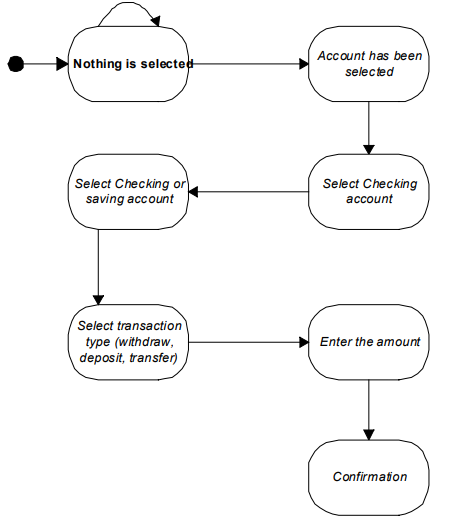 Nothing is selected
Account has been
selected
Select Checking or
saving account
Select Checking
account
Select transaction
type (withdraw,
deposit, transfer)
Enter the amount
Confirmation